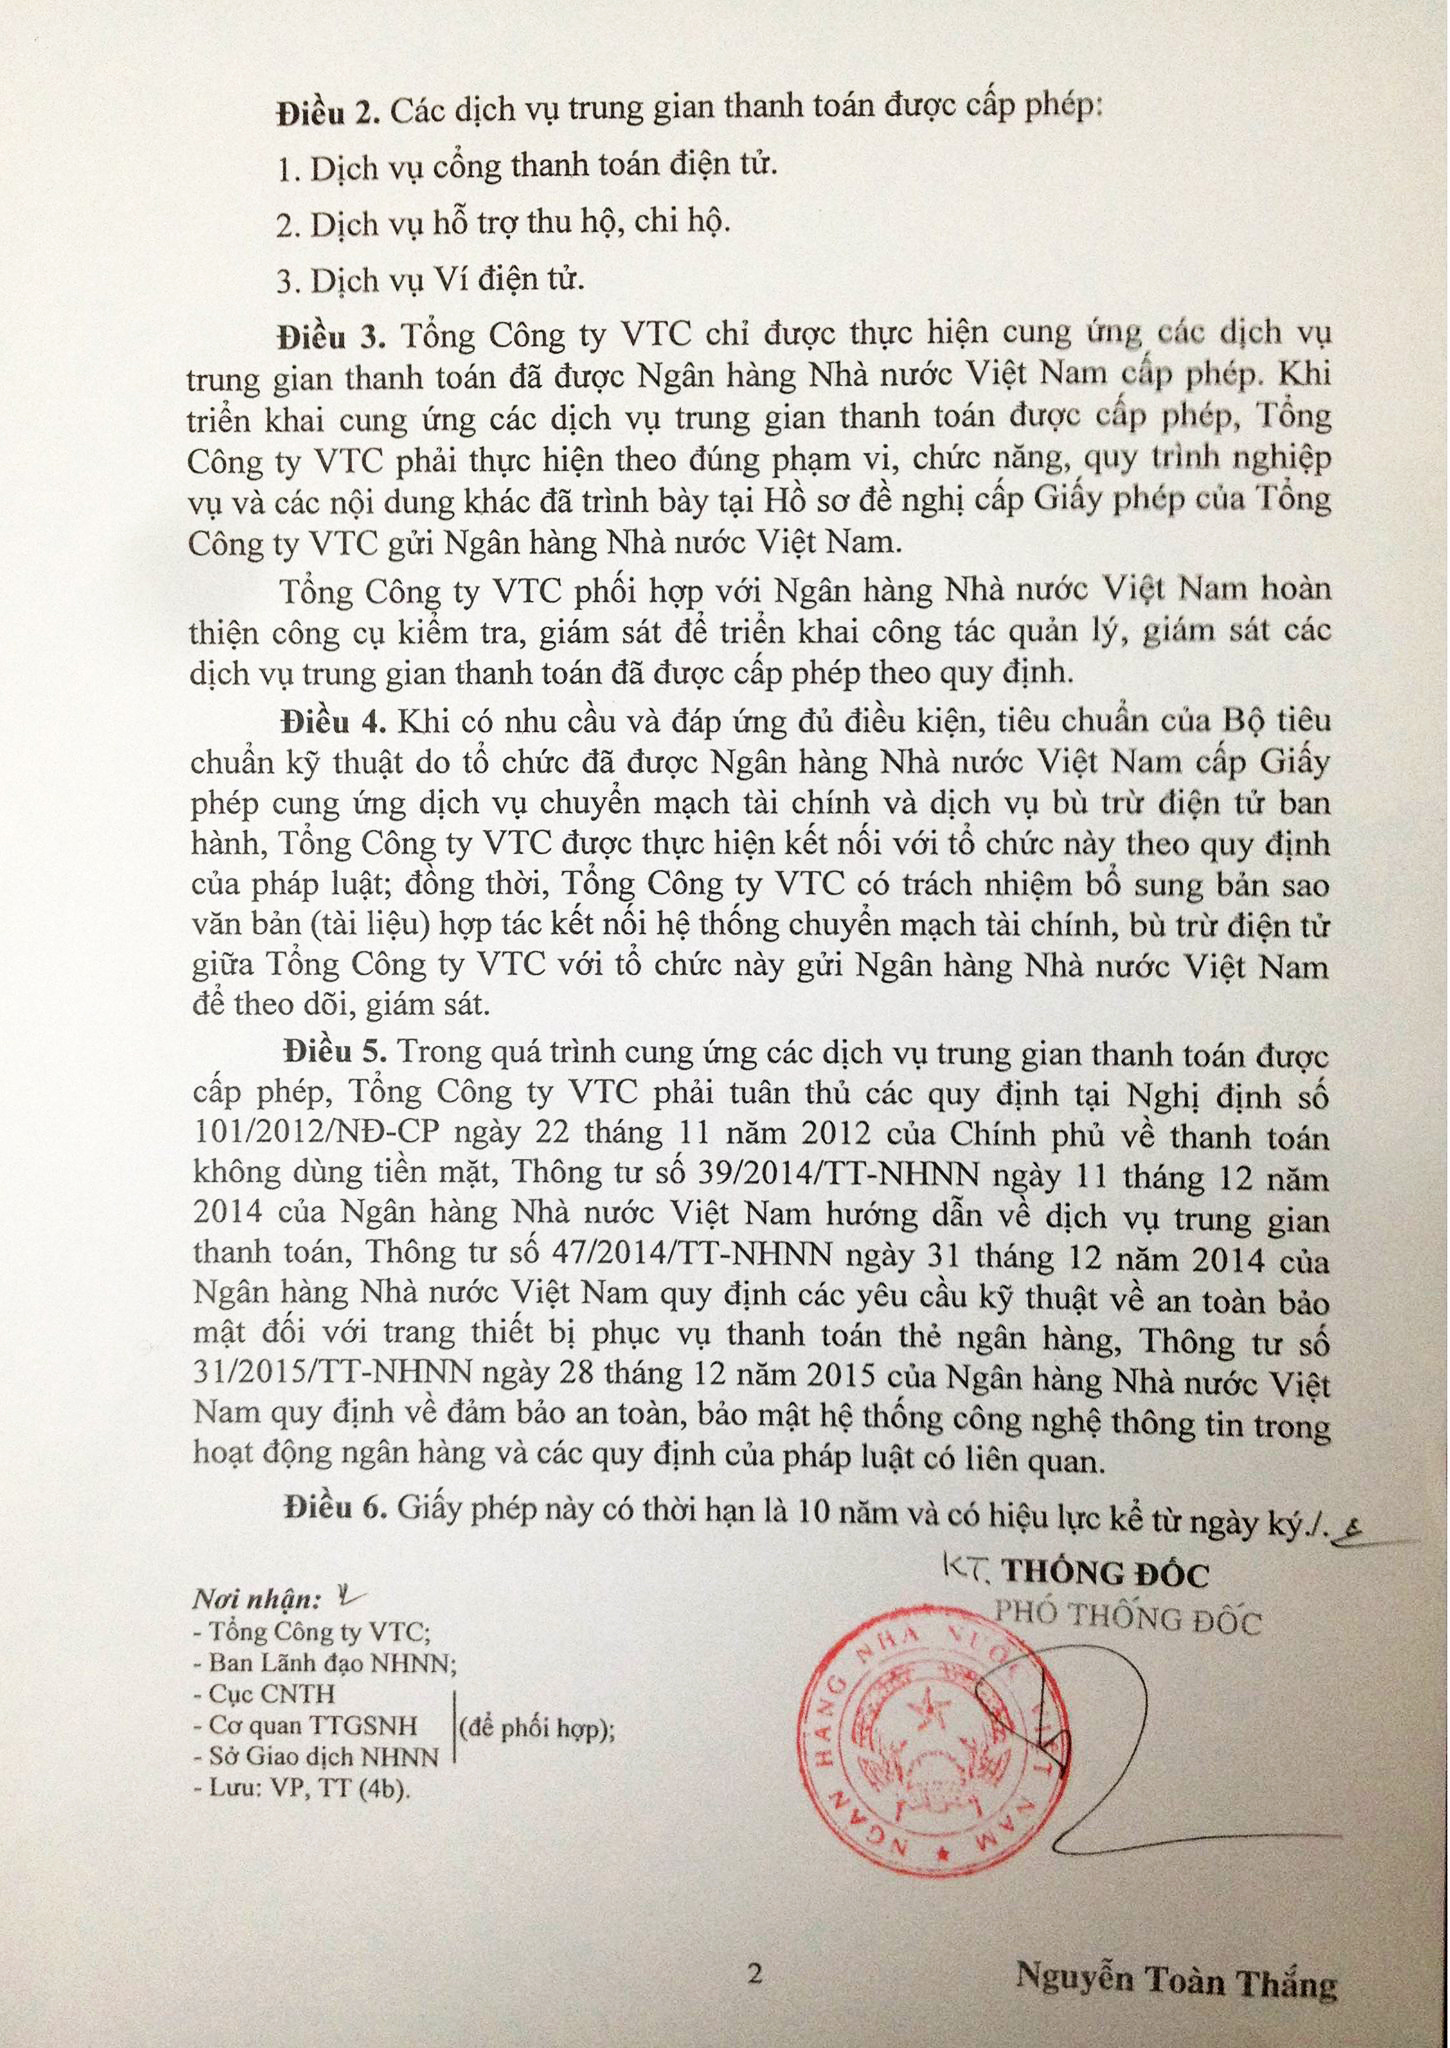 Điều 2. Các dịch vụ trung gian thanh toán được cấp phép:
1. Dịch vụ cổng thanh toán điện tử.
2. Dịch vụ hỗ trợ thu hộ, chi hộ.
3. Dịch vụ Ví điện tử.
Điều 3. Tổng Công ty VTC chỉ được thực hiện cung ứng các dịch vụ
trung gian thanh toán đã được Ngân hàng Nhà nước Việt Nam cấp phép. Khi
triển khai cung ứng các dịch vụ trung gian thanh toán được cấp phép, Tổng
Công ty VTC phải thực hiện theo đúng phạm vi, chức năng, quy trình nghiệp
vụ và các nội dung khác đã trình bày tại Hồ sơ đề nghị cấp Giấy phép của Tổng
Công ty VTC gửi Ngân hàng Nhà nước Việt Nam.
Tổng Công ty VTC phối hợp với Ngân hàng Nhà nước Việt Nam hoàn
thiện công cụ kiểm tra, giám sát để triển khai công tác quản lý, giám sát các
dịch vụ trung gian thanh toán đã được cấp phép theo quy định.
Điều 4. Khi có nhu cầu và đáp ứng đủ điều kiện, tiêu chuẩn của Bộ tiêu
chuẩn kỹ thuật do tổ chức đã được Ngân hàng Nhà nước Việt Nam cấp Giấy
phép cung ứng dịch vụ chuyển mạch tài chính và dịch vụ bù trừ điện tử ban
hành, Tổng Công ty VTC được thực hiện kết nối với tổ chức này theo quy định
của pháp luật; đồng thời, Tổng Công ty VTC có trách nhiệm bổ sung bản sao
văn bản (tài liệu) hợp tác kết nối hệ thống chuyển mạch tài chính, bù trừ điện tử
giữa Tổng Công ty VTC với tổ chức này gửi Ngân hàng Nhà nước Việt Nam
để theo dõi, giám sát.
Điều 5. Trong quá trình cung ứng các dịch vụ trung gian thanh toán được
cấp phép, Tổng Công ty VTC phải tuân thủ các quy định tại Nghị định số
101/2012/NĐ-CP ngày 22 tháng 11 năm 2012 của Chính phủ về thanh toán
không dùng tiền mặt, Thông tư số 39/2014/TT-NHNN ngày 11 tháng 12 năm
2014 của Ngân hàng Nhà nước Việt Nam hướng dẫn về dịch vụ trung gian
thanh toán, Thông tư số 47/2014/TT-NHNN ngày 31 tháng 12 năm 2014 của
Ngân hàng Nhà nước Việt Nam quy định các yêu cầu kỹ thuật về an toàn bảo
mật đối với trang thiết bị phục vụ thanh toán thẻ ngân hàng, Thông tư số
31/2015/TT-NHNN ngày 28 tháng 12 năm 2015 của Ngân hàng Nhà nước Việt
Nam quy định về đảm bảo an toàn, bảo mật hệ thống công nghệ thông tin trong
hoạt động ngân hàng và các quy định của pháp luật có liên quan.
Điều 6. Giấy phép này có thời hạn là 10 năm và có hiệu lực kể từ ngày ký./.
KT. THỐNG ĐỐC
PHÓ THỐNG ĐỐC
Nơi nhận:
- Tổng Công ty VTC;
- Ban Lãnh đạo NHNN;
- Cục CNTH
- Cơ quan TTGSNH (để phối hợp);
- Sở Giao dịch NHNN
- Lưu: VP, TT (4b).
NGÂN HÀNG NHÀ NƯỚC VIỆT NAM
Nguyễn Toàn Thắng
2